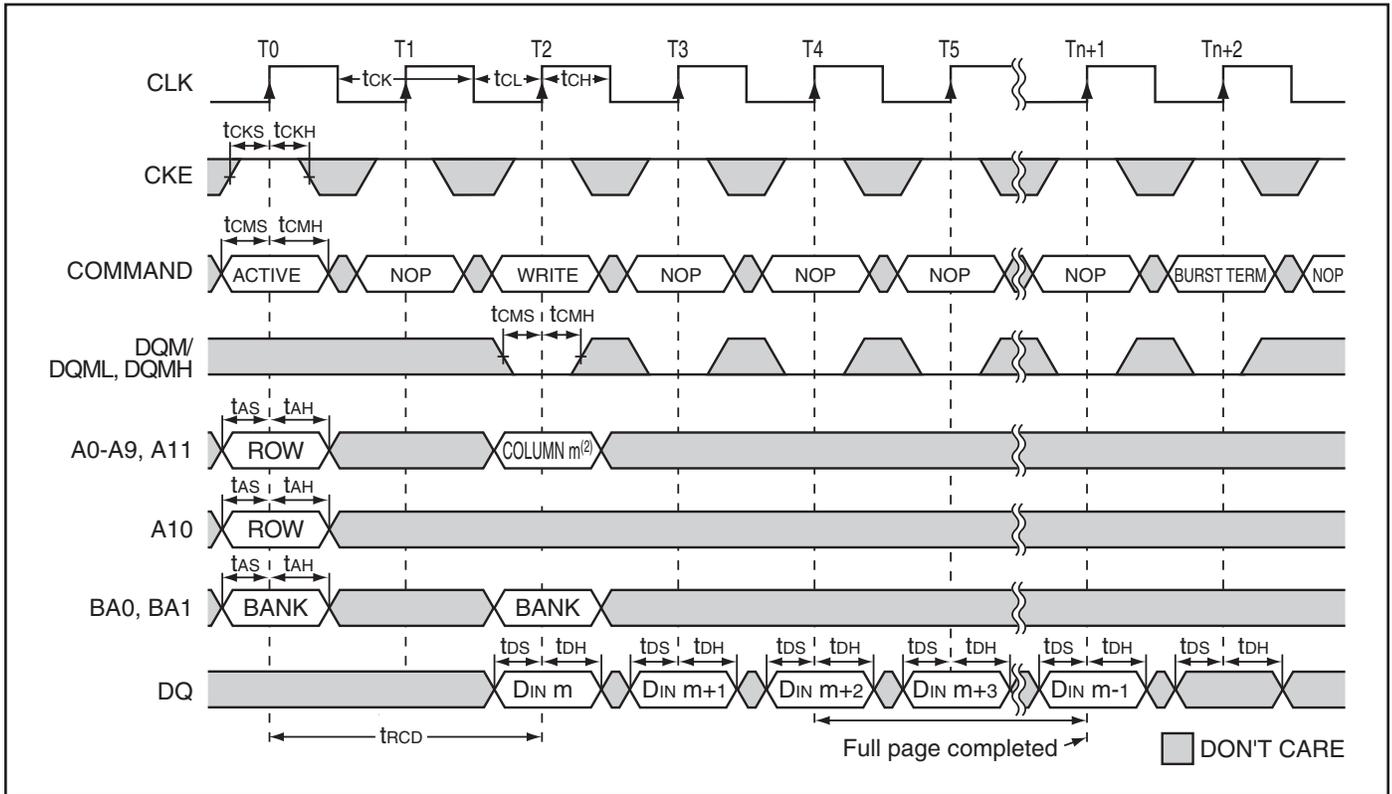 T0 T1 T2 T3 T4 T5 Tn+1 Tn+2
CLK tCK tCL tCH
tCKS tCKH
CKE
tCMS tCMH
COMMAND ACTIVE NOP WRITE NOP NOP NOP NOP BURST TERM NOP
tCMS tCMH
DQM/
DQML, DQMH
tAS tAH
A0-A9, A11 ROW COLUMN m(2)
tAS tAH
A10 ROW
tAS tAH
BA0, BA1 BANK BANK
tDS tDH tDS tDH tDS tDH tDS tDH tDS tDH tDS tDH
DQ DIN m DIN m+1 DIN m+2 DIN m+3 DIN m-1
tRCD
Full page completed
DON'T CARE